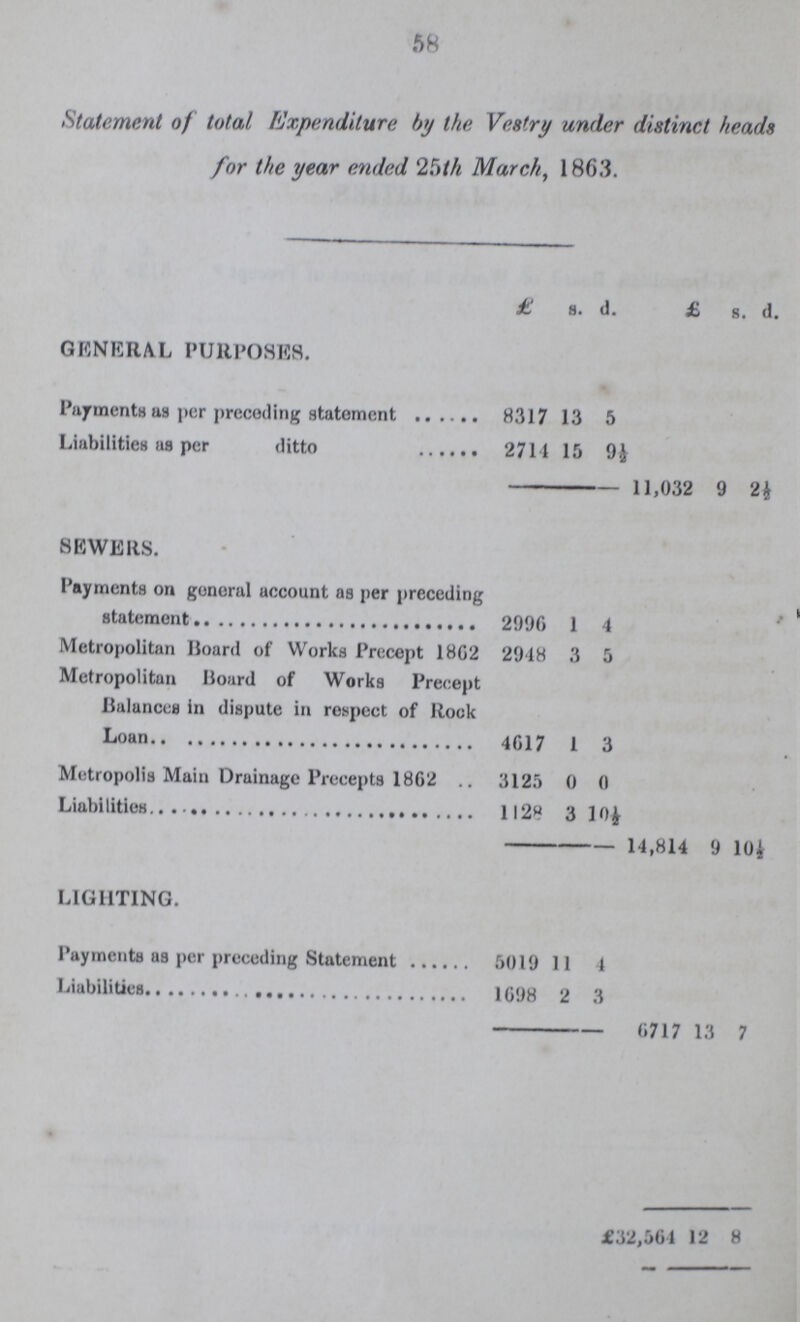 58
Statement of total Expenditure by the Vestry under distinct heads
for the year ended 25th March, 1863.
£ s. d. £ s. d.
GENERAL PURPOSES.
Payments as per preceding statement ...... 8317 13 5
Liabilities as per ditto ...... 2714 15 9½
11,032 9 2½
SEWERS.
Payments on general account as per preceding
statement .......................... 2996 1 4
Metropolitan Board of Works Precept 1862 2948 3 5
Metropolitan Board of Works Precept
Balances in dispute in respect of Rock
Loan .............................. 4617 1 3
Metropolis Main Drainage Precepts 1862 .. 3125 0 0
Liabilities .............................. 1128 3 10½
14,814 9 10½
LIGHTING.
Payments as per preceding Statement ...... 5019 11 4
Liabilities .............................. 1698 2 3
6717 13 7
£32,564 12 8